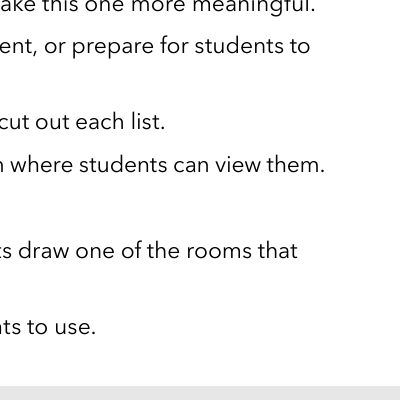 ake this one more meaningful.
ent, or prepare for students to
cut out each list.
where students can view them.
s draw one of the rooms that
ts to use.